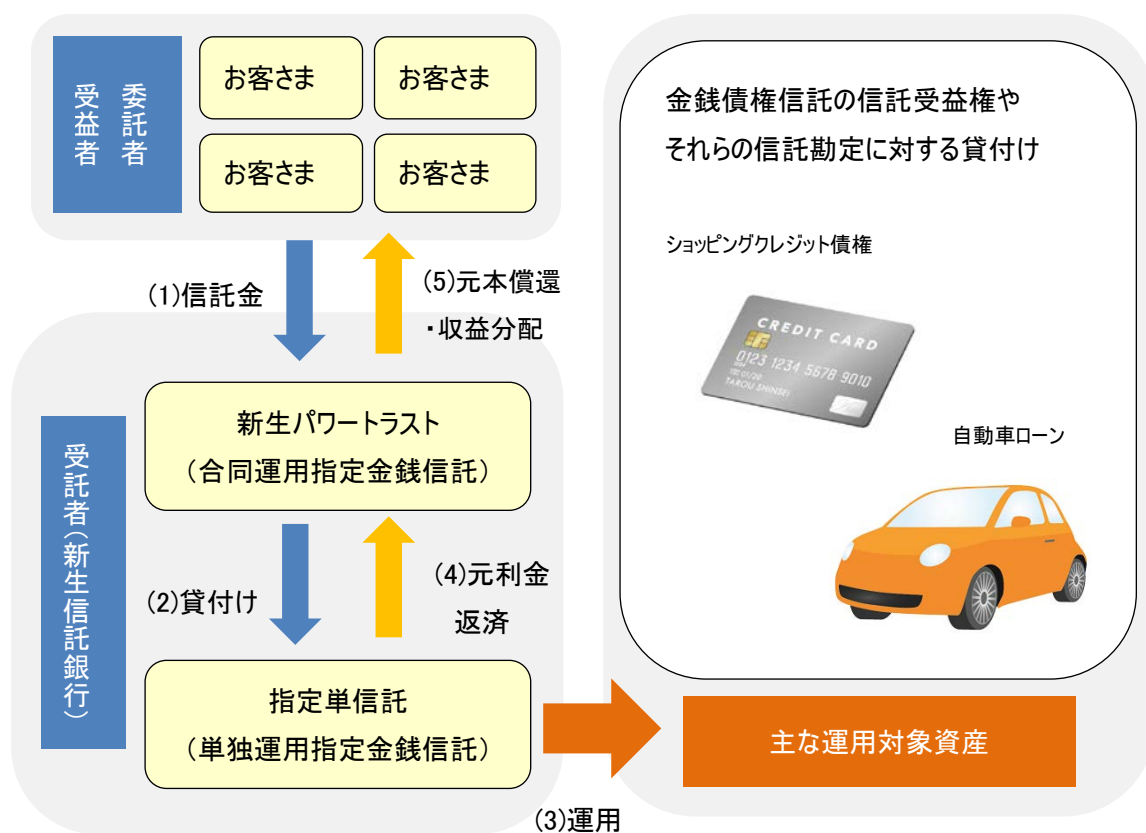 委託者
受益者
お客さま
お客さま
お客さま
お客さま
(1)信託金
(5)元本償還
・収益分配
受託者(新生信託銀行)
新生パワートラスト
(合同運用指定金銭信託)
(2)貸付け
(4)元利金
返済
指定単信託
(単独運用指定金銭信託)
(3)運用
金銭債権信託の信託受益権や
それらの信託勘定に対する貸付け
ショッピングクレジット債権
CREDIT CARD
0123 1234 5678 9010
TAROU SHINSEI
自動車ローン
主な運用対象資産